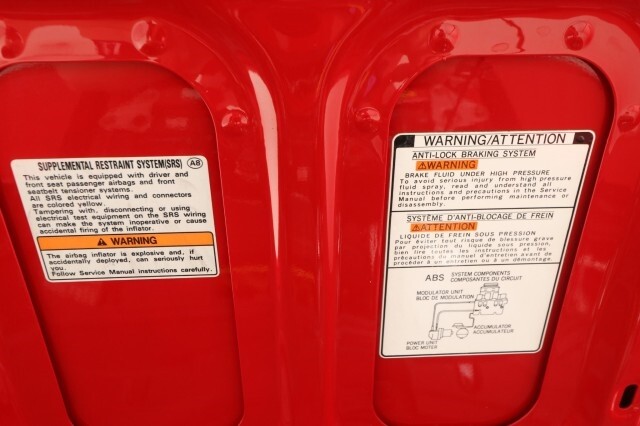 SUPPLEMENTAL RESTRAINT SYSTEM(SRS) A8
This vehicle is equipped with driver and
front seat passenger airbags and front
seatbelt tensioner systems.
All SRS electrical wiring and connectors
are colored yellow.
Tampering with, disconnecting or using
electrical test equipment on the SRS wiring
can make the system inoperative or cause
accidental firing of the inflator.
WARNING
The airbag inflator is explosive and, if
accidentally deployed, can seriously hurt
you.
Follow Service Manual instructions carefully.
WARNING/ATTENTION
ANTI-LOCK BRAKING SYSTEM
WARNING
BRAKE FLUID UNDER HIGH PRESSURE
To avoid serious injury from high pressure
fluid spray, read and understand all
instructions and precautions in the Service
Manual before performing maintenance or
disassembly.
SYSTÈME D'ANTI-BLOCAGE DE FREIN
ATTENTION
LIQUIDE DE FREIN SOUS PRESSION
Pour éviter tout risque de blessure grave
par projection du liquide sous pression,
bien lire toutes les instructions et les
précautions du manuel d'entretien avant de
procéder à un entretien ou à un démontage.
ABS SYSTEM COMPONENTS
COMPOSANTES DU CIRCUIT
MODULATOR UNIT
BLOC DE MODULATION
ACCUMULATOR
ACCUMULATEUR
POWER UNIT
BLOC MOTEUR